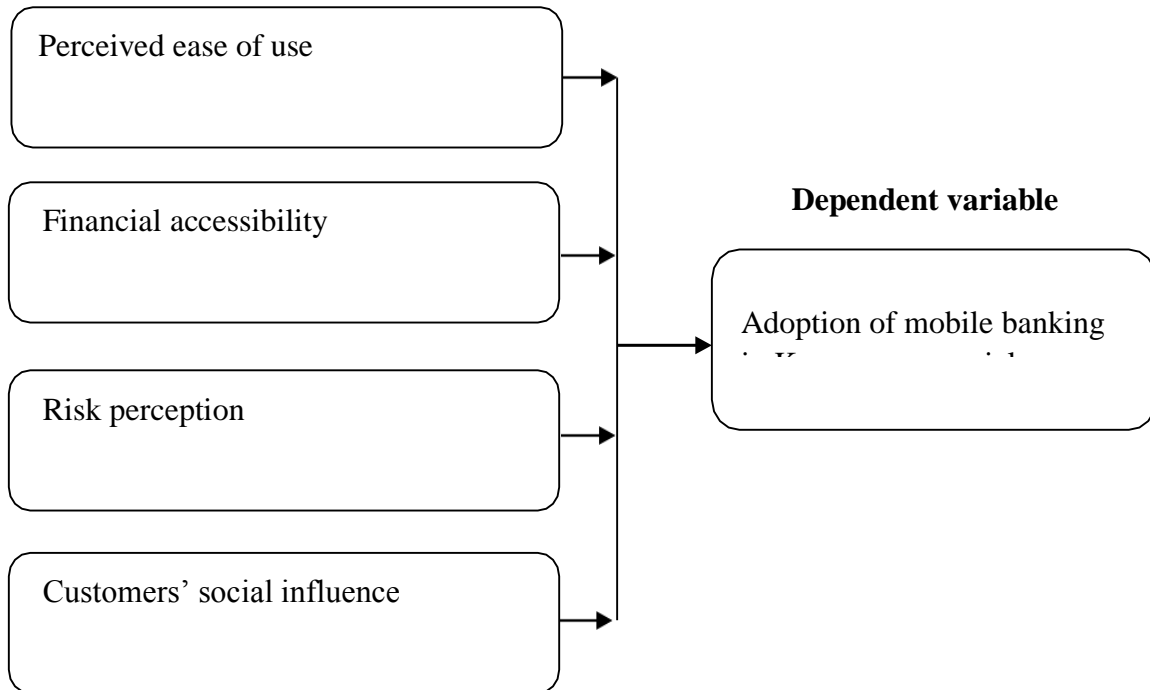 Perceived ease of use
Financial accessibility
Dependent variable
Adoption of mobile banking
Risk perception
Customers’ social influence